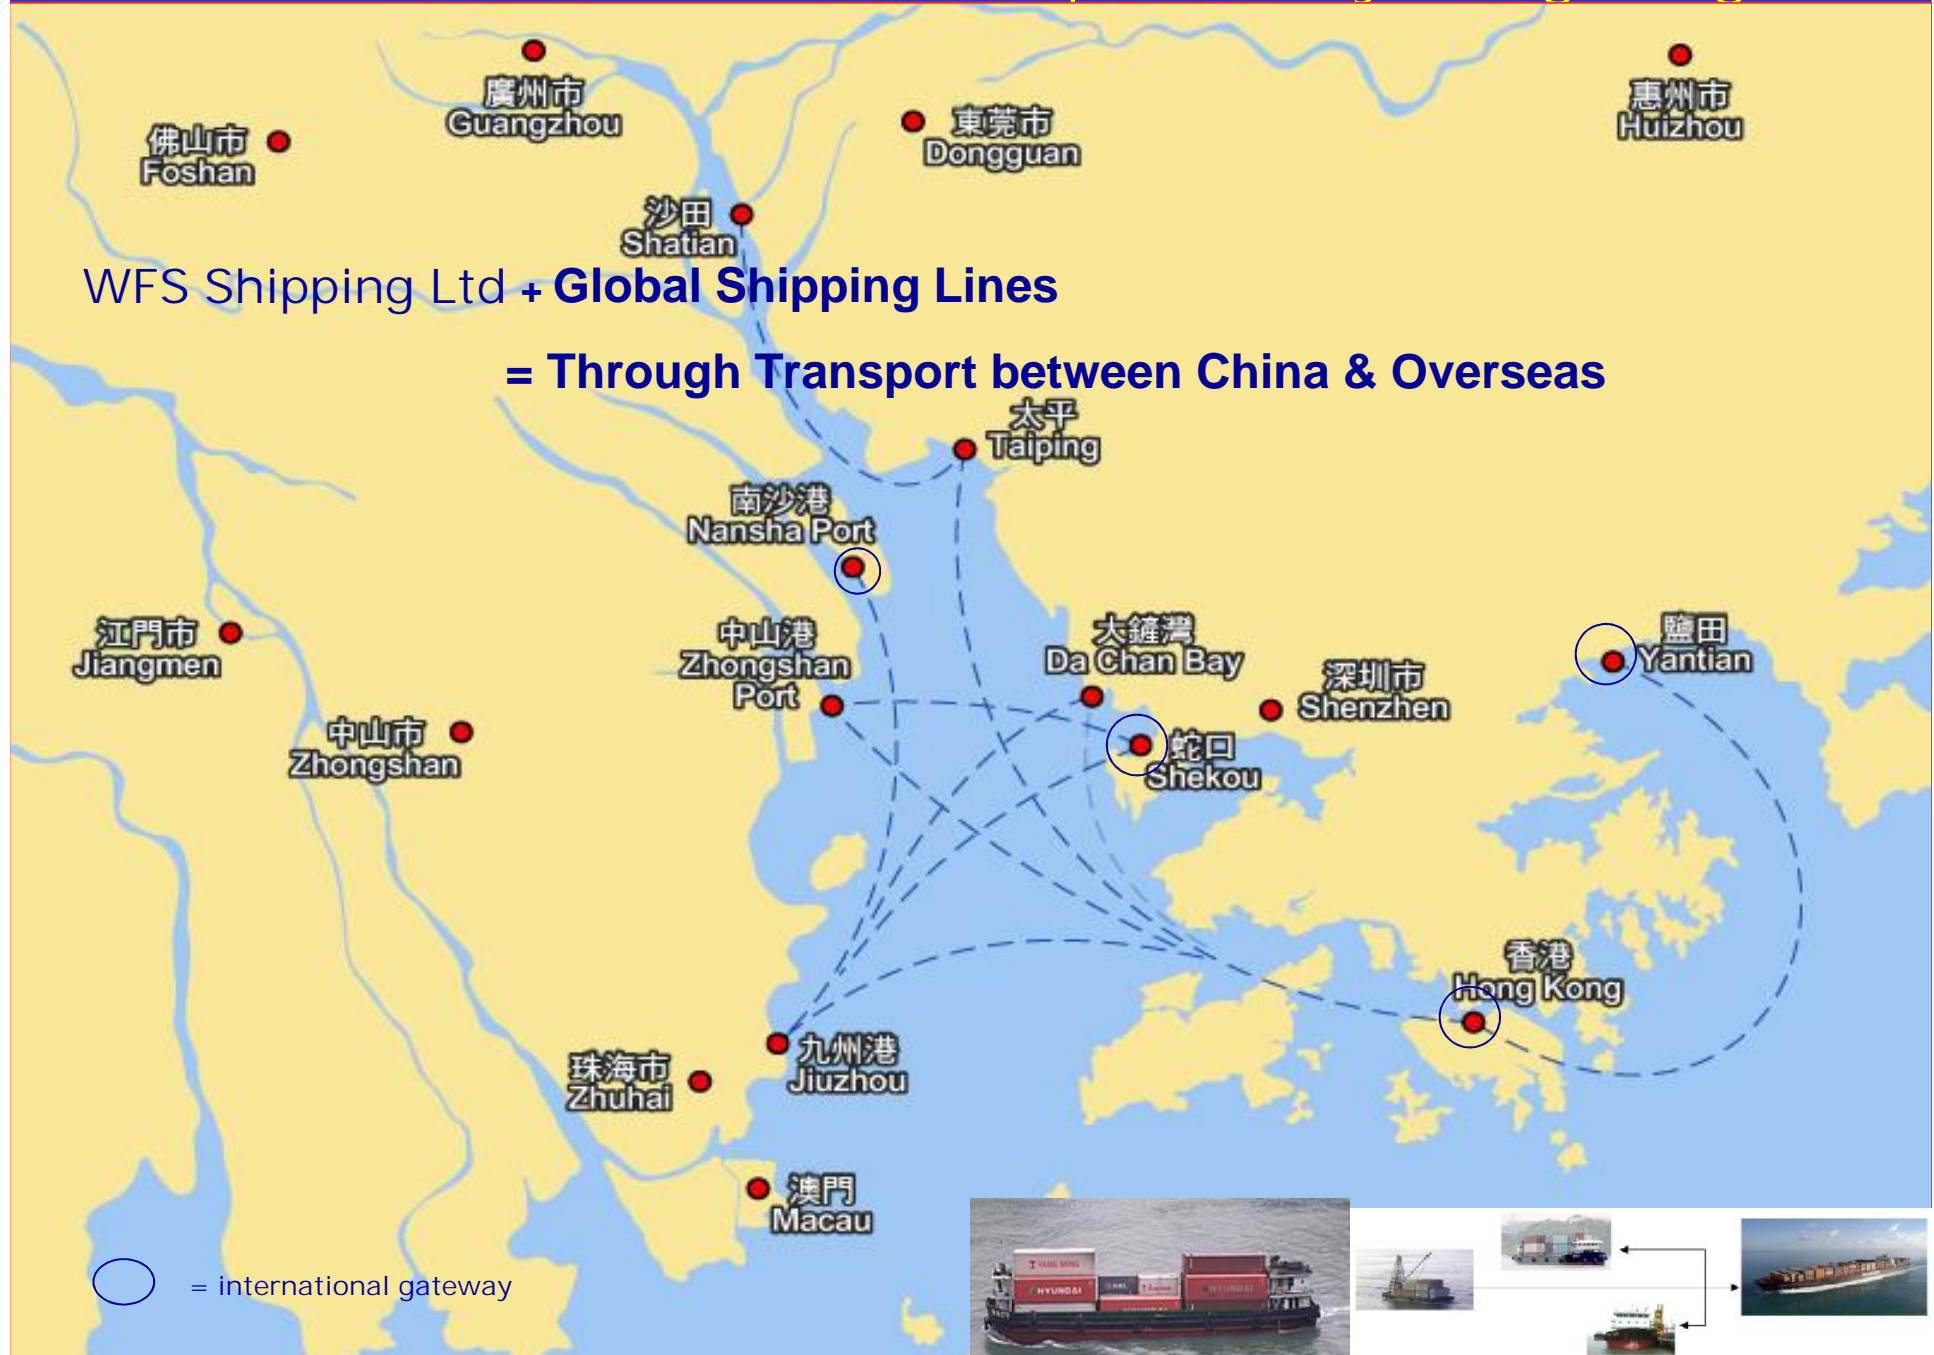 廣州市
Guangzhou
惠州市
Huizhou
佛山市
Foshan
東莞市
Dongguan
沙田
Shatian
WFS Shipping Ltd + Global Shipping Lines
= Through Transport between China & Overseas
太平
Taiping
南沙港
Nansha Port
江門市
Jiangmen
中山港
Zhongshan
Port
大鏟灣
Da Chan Bay
深圳市
Shenzhen
鹽田
Yantian
中山市
Zhongshan
蛇口
Shekou
香港
Hong Kong
九州港
Jiuzhou
珠海市
Zhuhai
澳門
Macau
= international gateway
YANG MING
HYUNDAI
HYUNDAI